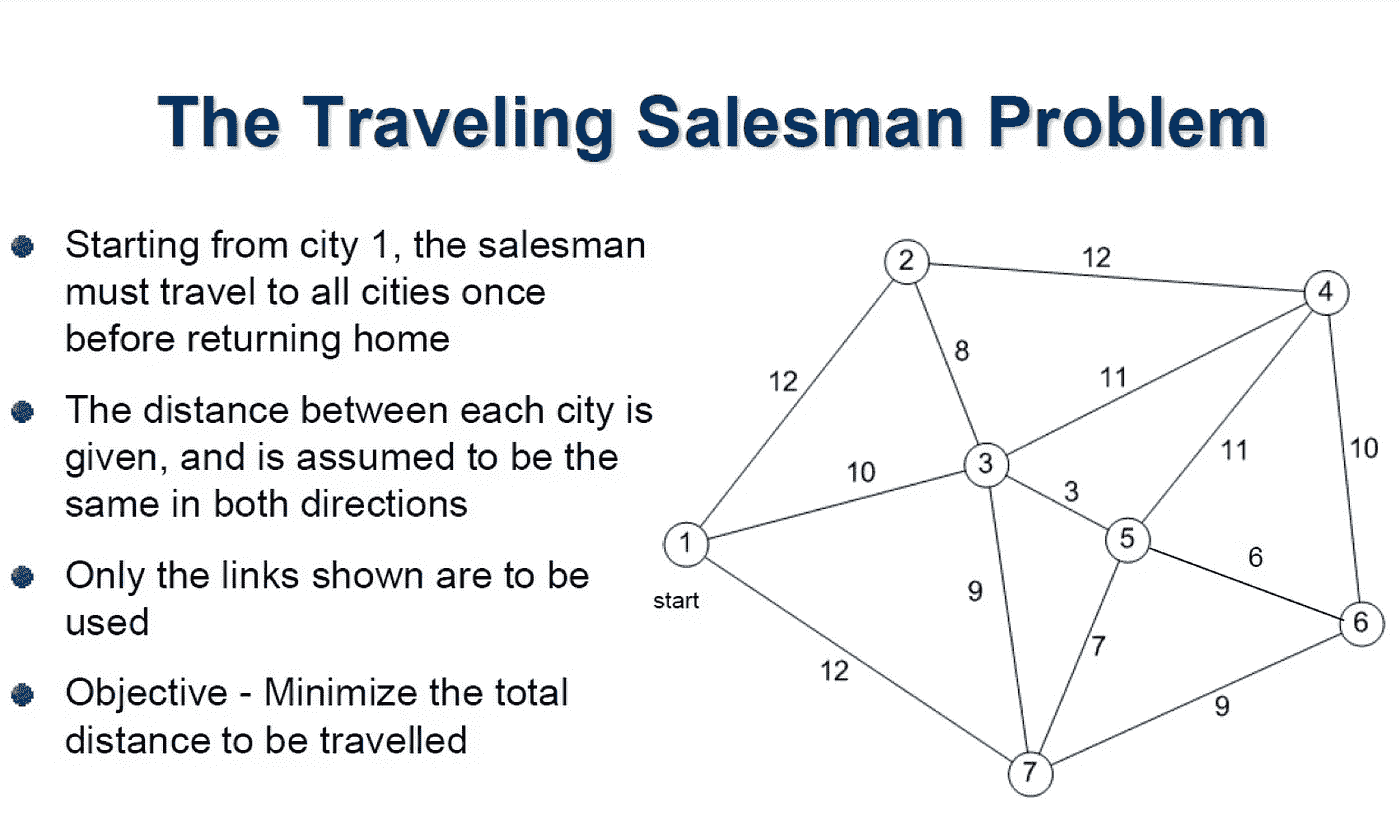 The Traveling Salesman Problem
Starting from city 1, the salesman
must travel to all cities once
before returning home
The distance between each city is
given, and is assumed to be the
same in both directions
Only the links shown are to be
used
Objective - Minimize the total
distance to be travelled
2
12
4
8
12
11
11
10
10
3
3
1
5
6
start
9
6
7
12
9
7